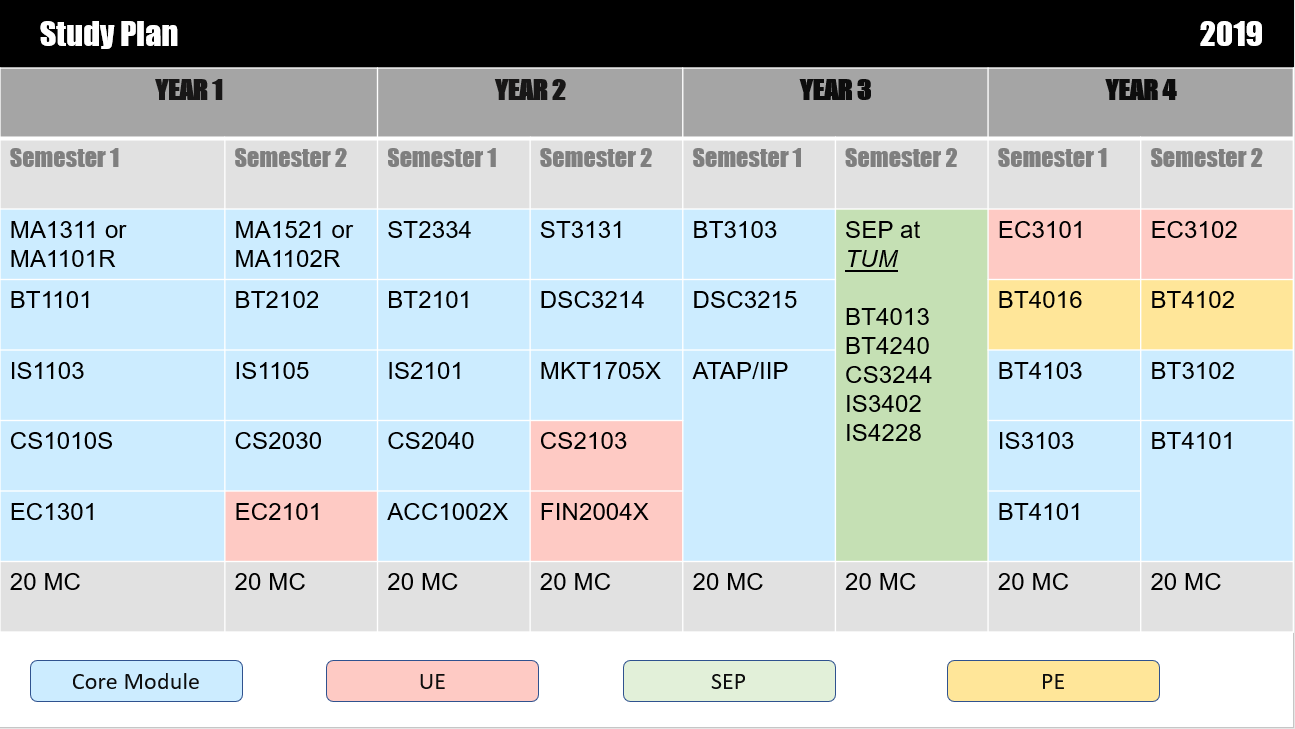 Study Plan 2019
YEAR 1 YEAR 2 YEAR 3 YEAR 4
Semester 1 Semester 2 Semester 1 Semester 2 Semester 1 Semester 2 Semester 1 Semester 2
MA1311 or MA1521 or ST2334 ST3131 BT3103 SEP at EC3101 EC3102
MA1101R MA1102R TUM
BT1101 BT2102 BT2101 DSC3214 DSC3215 BT4016 BT4102
BT4013
BT4240
IS1103 IS1105 IS2101 MKT1705X ATAP/IIP CS3244 BT4103 BT3102
IS3402
CS1010S CS2030 CS2040 CS2103 IS4228 IS3103 BT4101
EC1301 EC2101 ACC1002X FIN2004X BT4101
20 MC 20 MC 20 MC 20 MC 20 MC 20 MC 20 MC 20 MC
Core Module UE SEP PE